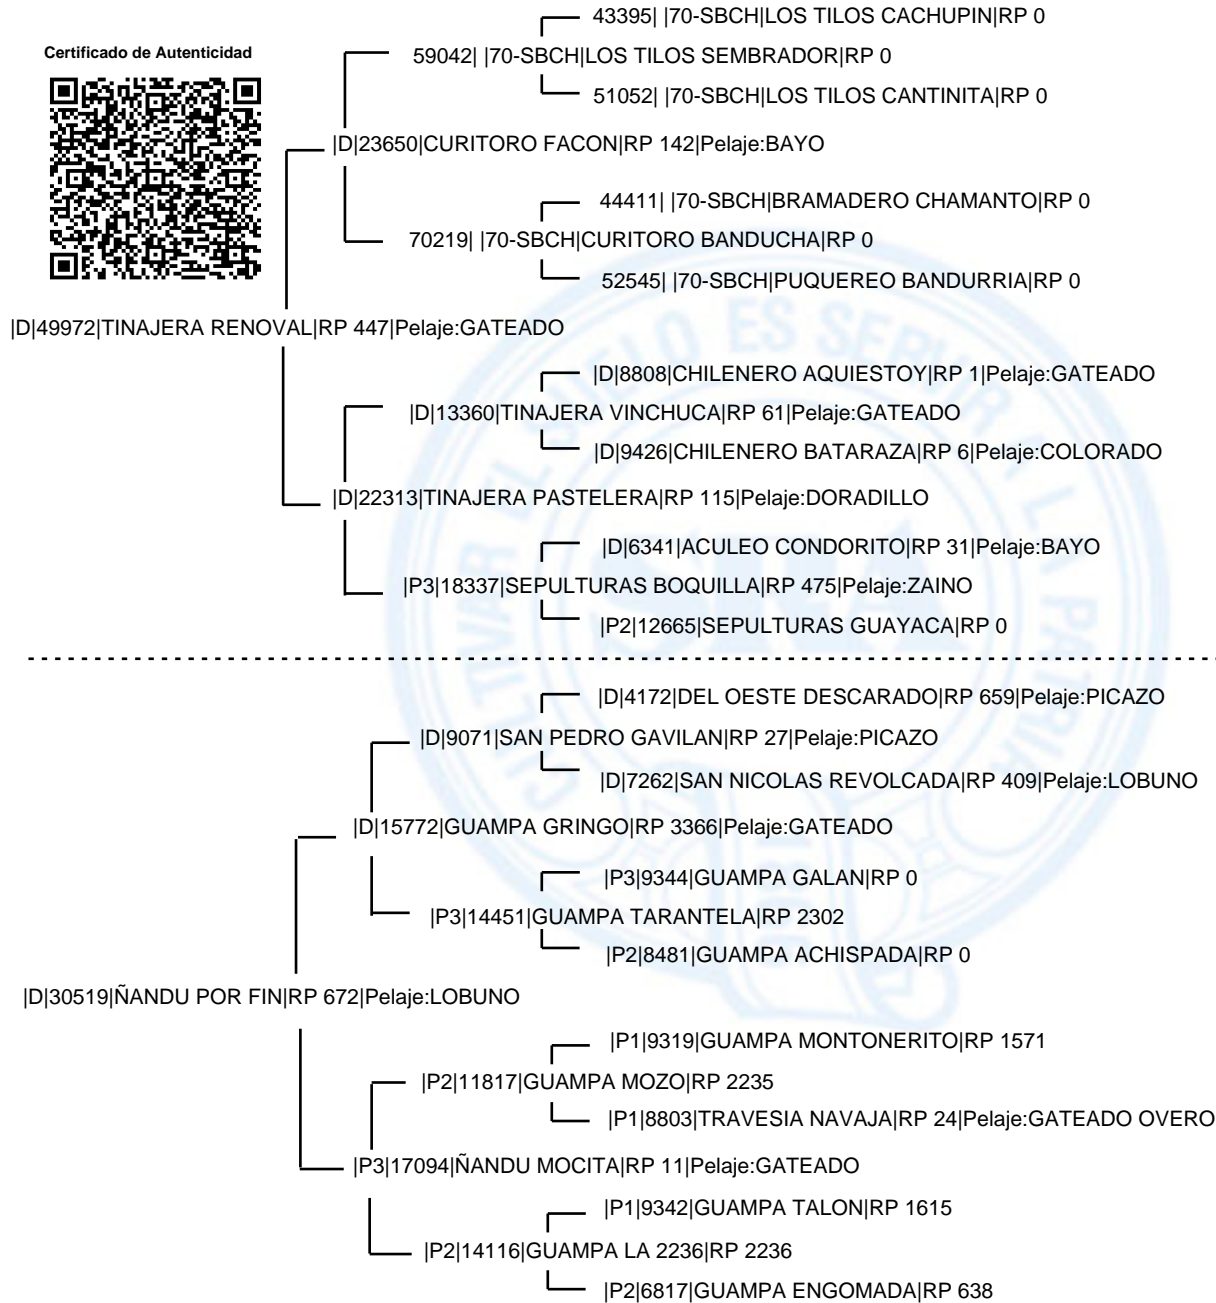 43395| |70-SBCH|LOS TILOS CACHUPIN|RP 0
Certificado de Autenticidad
59042| |70-SBCH|LOS TILOS SEMBRADOR|RP 0
51052| |70-SBCH|LOS TILOS CANTINITA|RP 0
|D|23650|CURITORO FACON|RP 142|Pelaje:BAYO
44411| |70-SBCH|BRAMADERO CHAMANTO|RP 0
70219| |70-SBCH|CURITORO BANDUCHA|RP 0
52545| |70-SBCH|PUQUEREO BANDURRIA|RP 0
|D|49972|TINAJERA RENOVAL|RP 447|Pelaje:GATEADO
|D|8808|CHILENERO AQUIESTOY|RP 1|Pelaje:GATEADO
|D|13360|TINAJERA VINCHUCA|RP 61|Pelaje:GATEADO
|D|9426|CHILENERO BATARAZA|RP 6|Pelaje:COLORADO
|D|22313|TINAJERA PASTELERA|RP 115|Pelaje:DORADILLO
|D|6341|ACULEO CONDORITO|RP 31|Pelaje:BAYO
|P3|18337|SEPULTURAS BOQUILLA|RP 475|Pelaje:ZAINO
|P2|12665|SEPULTURAS GUAYACA|RP 0
|D|4172|DEL OESTE DESCARADO|RP 659|Pelaje:PICAZO
|D|9071|SAN PEDRO GAVILAN|RP 27|Pelaje:PICAZO
|D|7262|SAN NICOLAS REVOLCADA|RP 409|Pelaje:LOBUNO
|D|15772|GUAMPA GRINGO|RP 3366|Pelaje:GATEADO
|P3|9344|GUAMPA GALAN|RP 0
|P3|14451|GUAMPA TARANTELA|RP 2302
|P2|8481|GUAMPA ACHISPADA|RP 0
|D|30519|ÑANDU POR FIN|RP 672|Pelaje:LOBUNO
|P1|9319|GUAMPA MONTONERITO|RP 1571
|P2|11817|GUAMPA MOZO|RP 2235
|P1|8803|TRAVESIA NAVAJA|RP 24|Pelaje:GATEADO OVERO
|P3|17094|ÑANDU MOCITA|RP 11|Pelaje:GATEADO
|P1|9342|GUAMPA TALON|RP 1615
|P2|14116|GUAMPA LA 2236|RP 2236
|P2|6817|GUAMPA ENGOMADA|RP 638
CULTIVAR EL SUELO ES SERVIR A LA PATRIA
SRA
1866